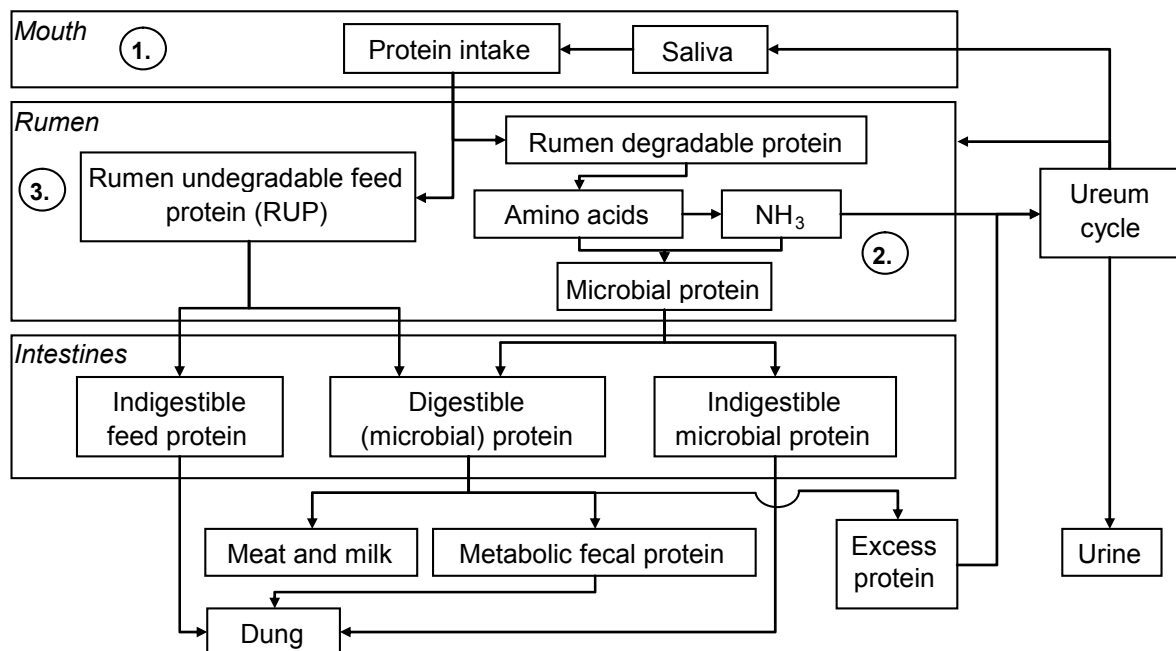 Mouth
1.
Protein intake
Saliva
Rumen
Rumen degradable protein
3.
Rumen undegradable feed
protein (RUP)
Amino acids
NH3
Ureum
cycle
2.
Microbial protein
Intestines
Indigestible
feed protein
Digestible
(microbial) protein
Indigestible
microbial protein
Meat and milk
Metabolic fecal protein
Excess
protein
Urine
Dung